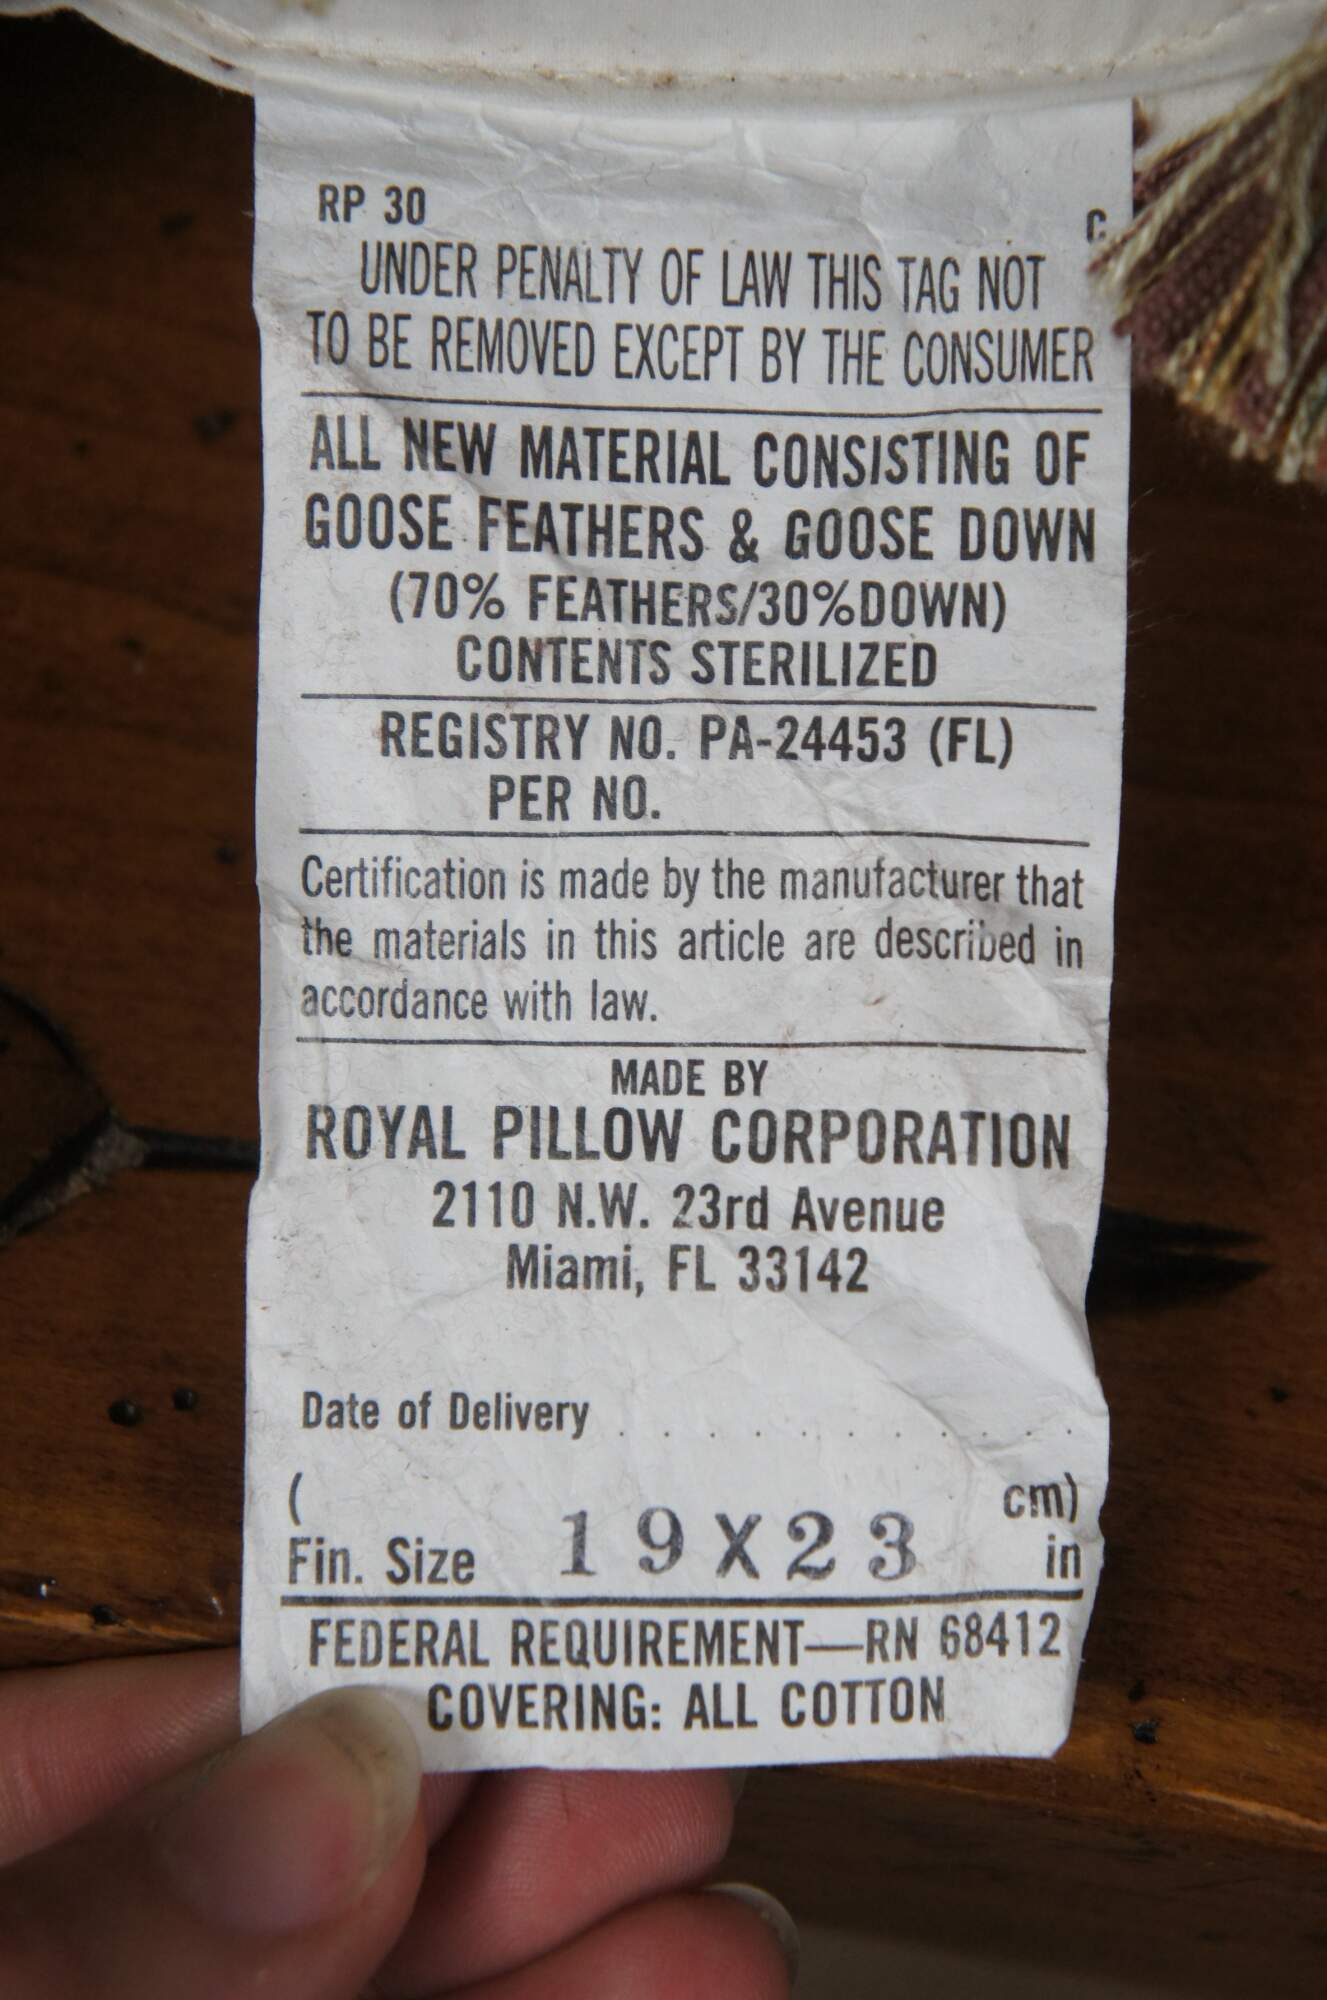 RP 30
C
UNDER PENALTY OF LAW THIS TAG NOT
TO BE REMOVED EXCEPT BY THE CONSUMER
ALL NEW MATERIAL CONSISTING OF
GOOSE FEATHERS & GOOSE DOWN
(70% FEATHERS/30%DOWN)
CONTENTS STERILIZED
REGISTRY NO. PA-24453 (FL)
PER NO.
Certification is made by the manufacturer that
the materials in this article are described in
accordance with law.
MADE BY
ROYAL PILLOW CORPORATION
2110 N.W. 23rd Avenue
Miami, FL 33142
Date of Delivery . . . . . . . . . . .
( cm)
Fin. Size 19X23 in
FEDERAL REQUIREMENT—RN 68412
COVERING: ALL COTTON